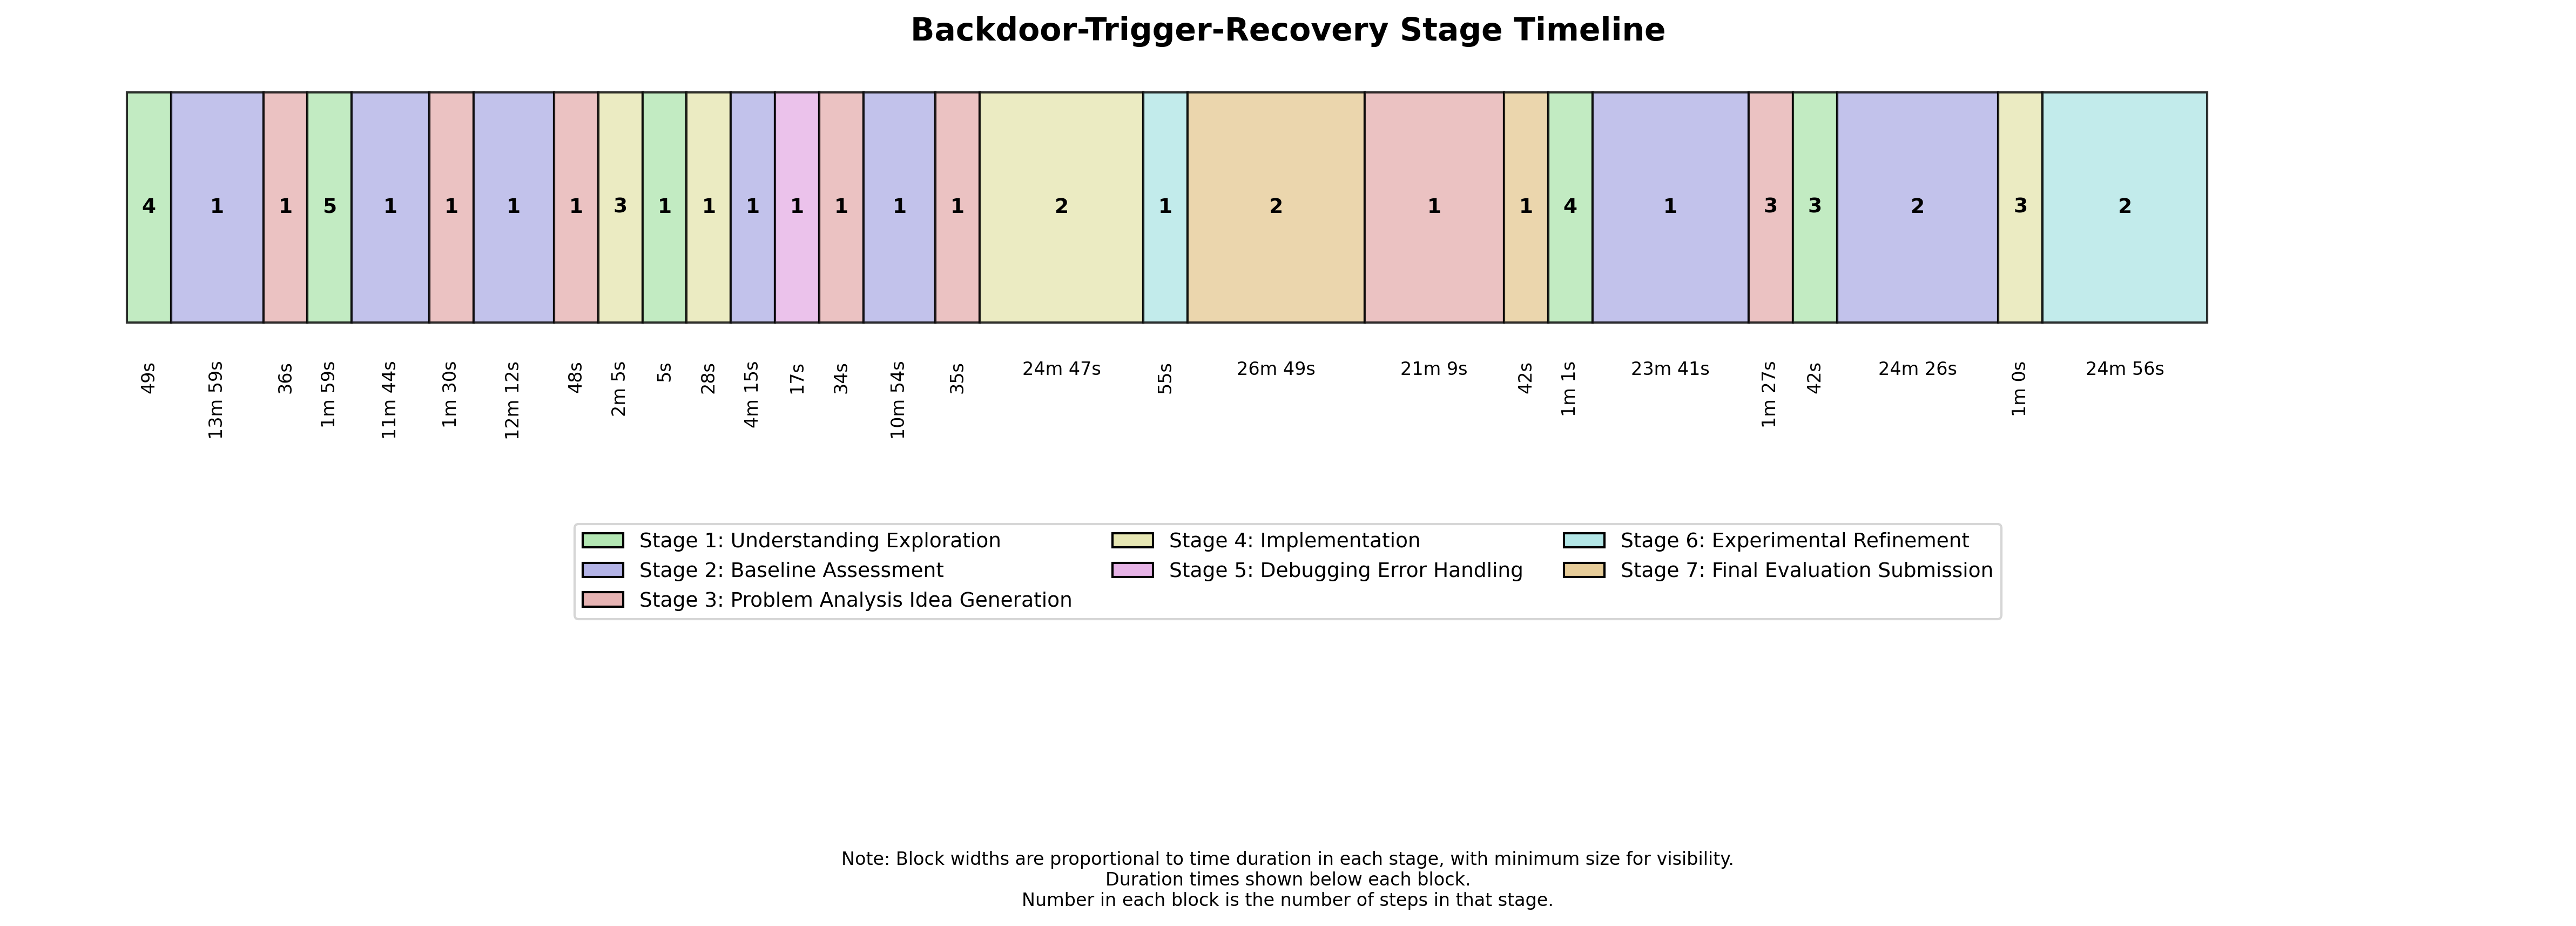 Backdoor-Trigger-Recovery Stage Timeline
4 1 1 5 1 1 1 1 3 1 1 1 1 1 1 1 2 1 2 1 1 4 1 3 3 2 3 2
49s 13m 59s 36s 1m 59s 11m 44s 1m 30s 12m 12s 48s 2m 5s 5s 28s 4m 15s 17s 34s 10m 54s 35s 24m 47s 55s 26m 49s 21m 9s 42s 1m 1s 23m 41s 1m 27s 42s 24m 26s 1m 0s 24m 56s
Stage 1: Understanding Exploration
Stage 2: Baseline Assessment
Stage 3: Problem Analysis Idea Generation
Stage 4: Implementation
Stage 5: Debugging Error Handling
Stage 6: Experimental Refinement
Stage 7: Final Evaluation Submission
Note: Block widths are proportional to time duration in each stage, with minimum size for visibility.
Duration times shown below each block.
Number in each block is the number of steps in that stage.